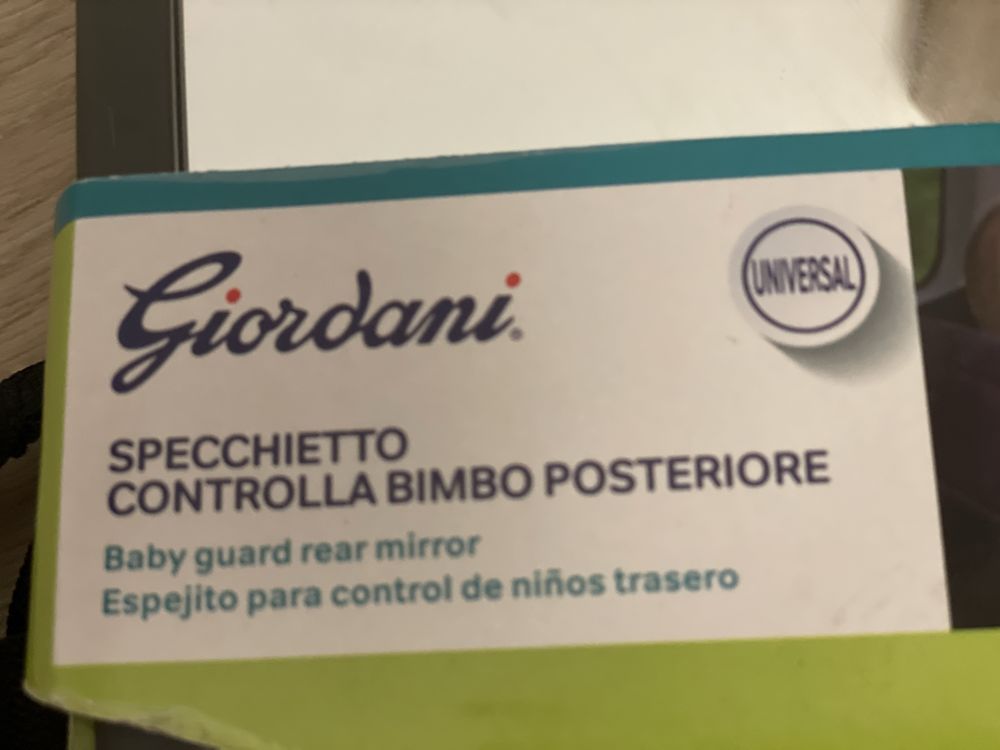 Giordani®
UNIVERSAL
SPECCHIETTO
CONTROLLA BIMBO POSTERIORE
Baby guard rear mirror
Espejito para control de niños trasero